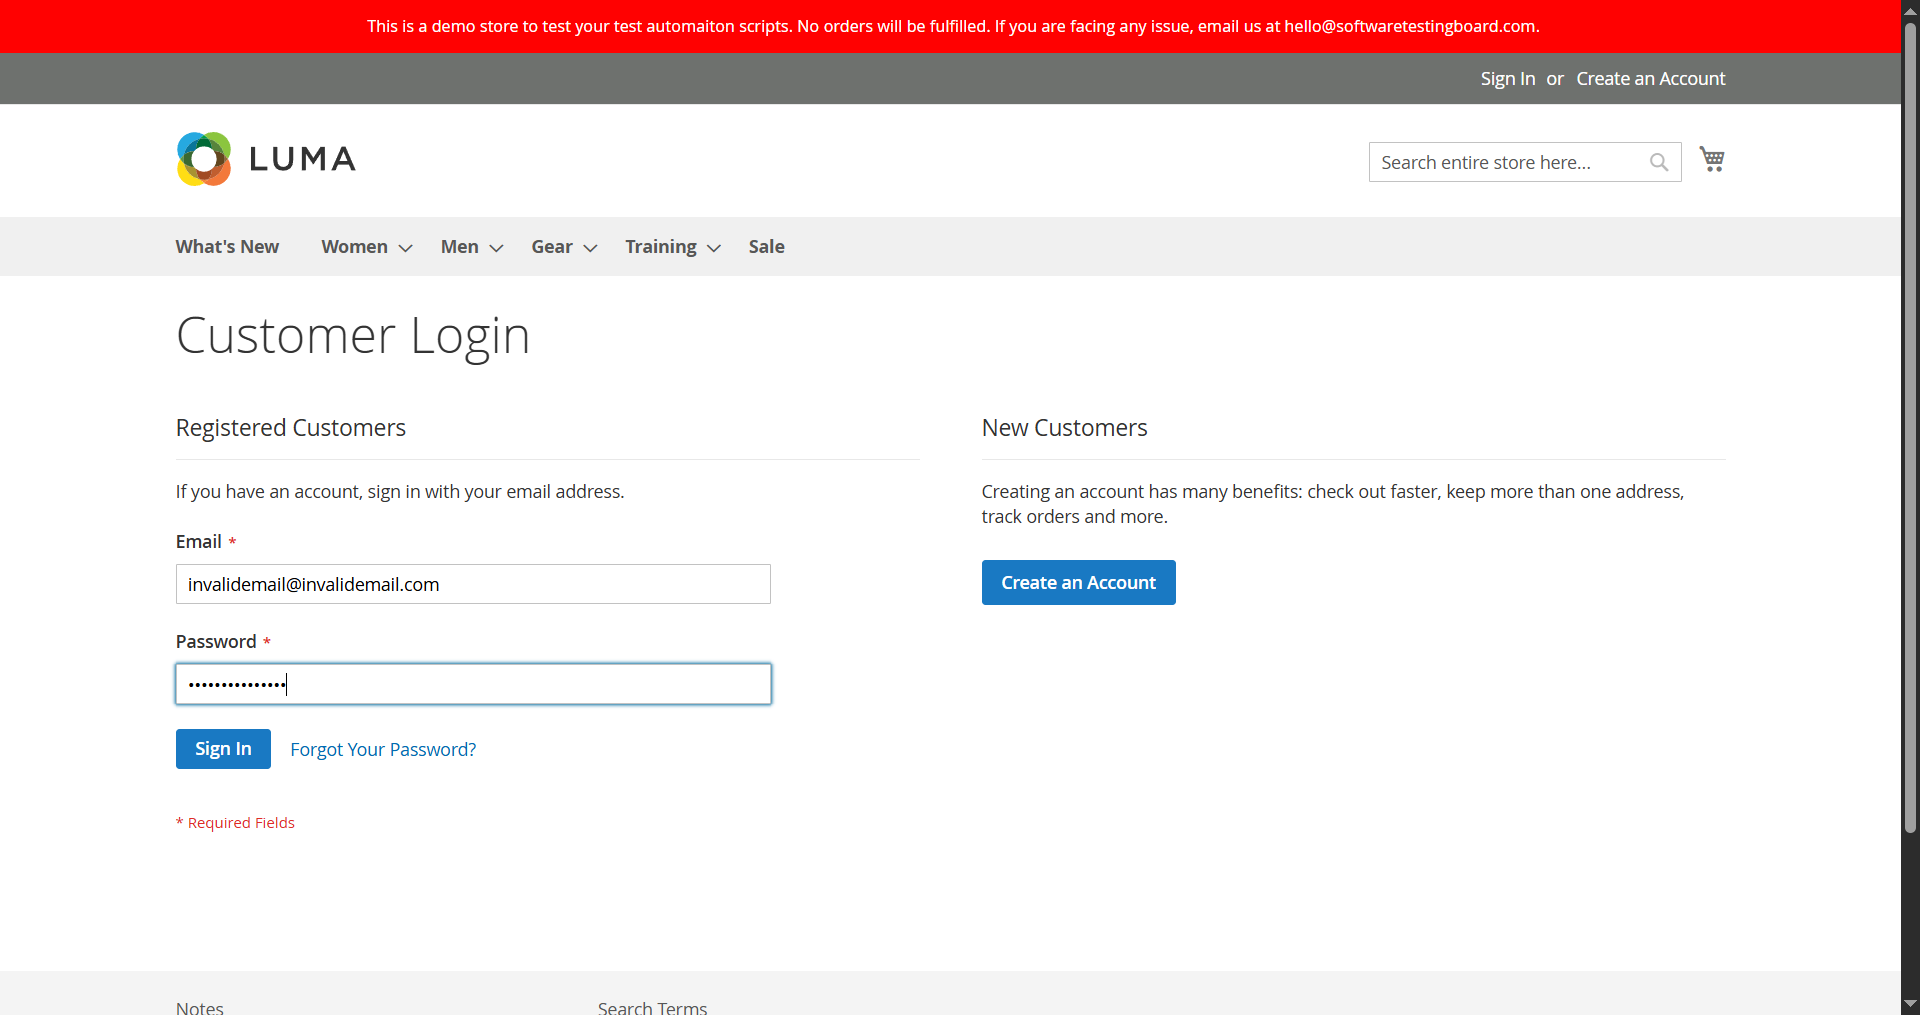 This is a demo store to test your test automaiton scripts. No orders will be fulfilled. If you are facing any issue, email us at hello@softwaretestingboard.com.
Sign In or Create an Account
LUMA
Search entire store here...
What's New Women Men Gear Training Sale
Customer Login
Registered Customers
If you have an account, sign in with your email address.
Email *
invalidemail@invalidemail.com
Password *
•••••••••••••••
Sign In Forgot Your Password?
* Required Fields
New Customers
Creating an account has many benefits: check out faster, keep more than one address,
track orders and more.
Create an Account
Notes
Search Terms